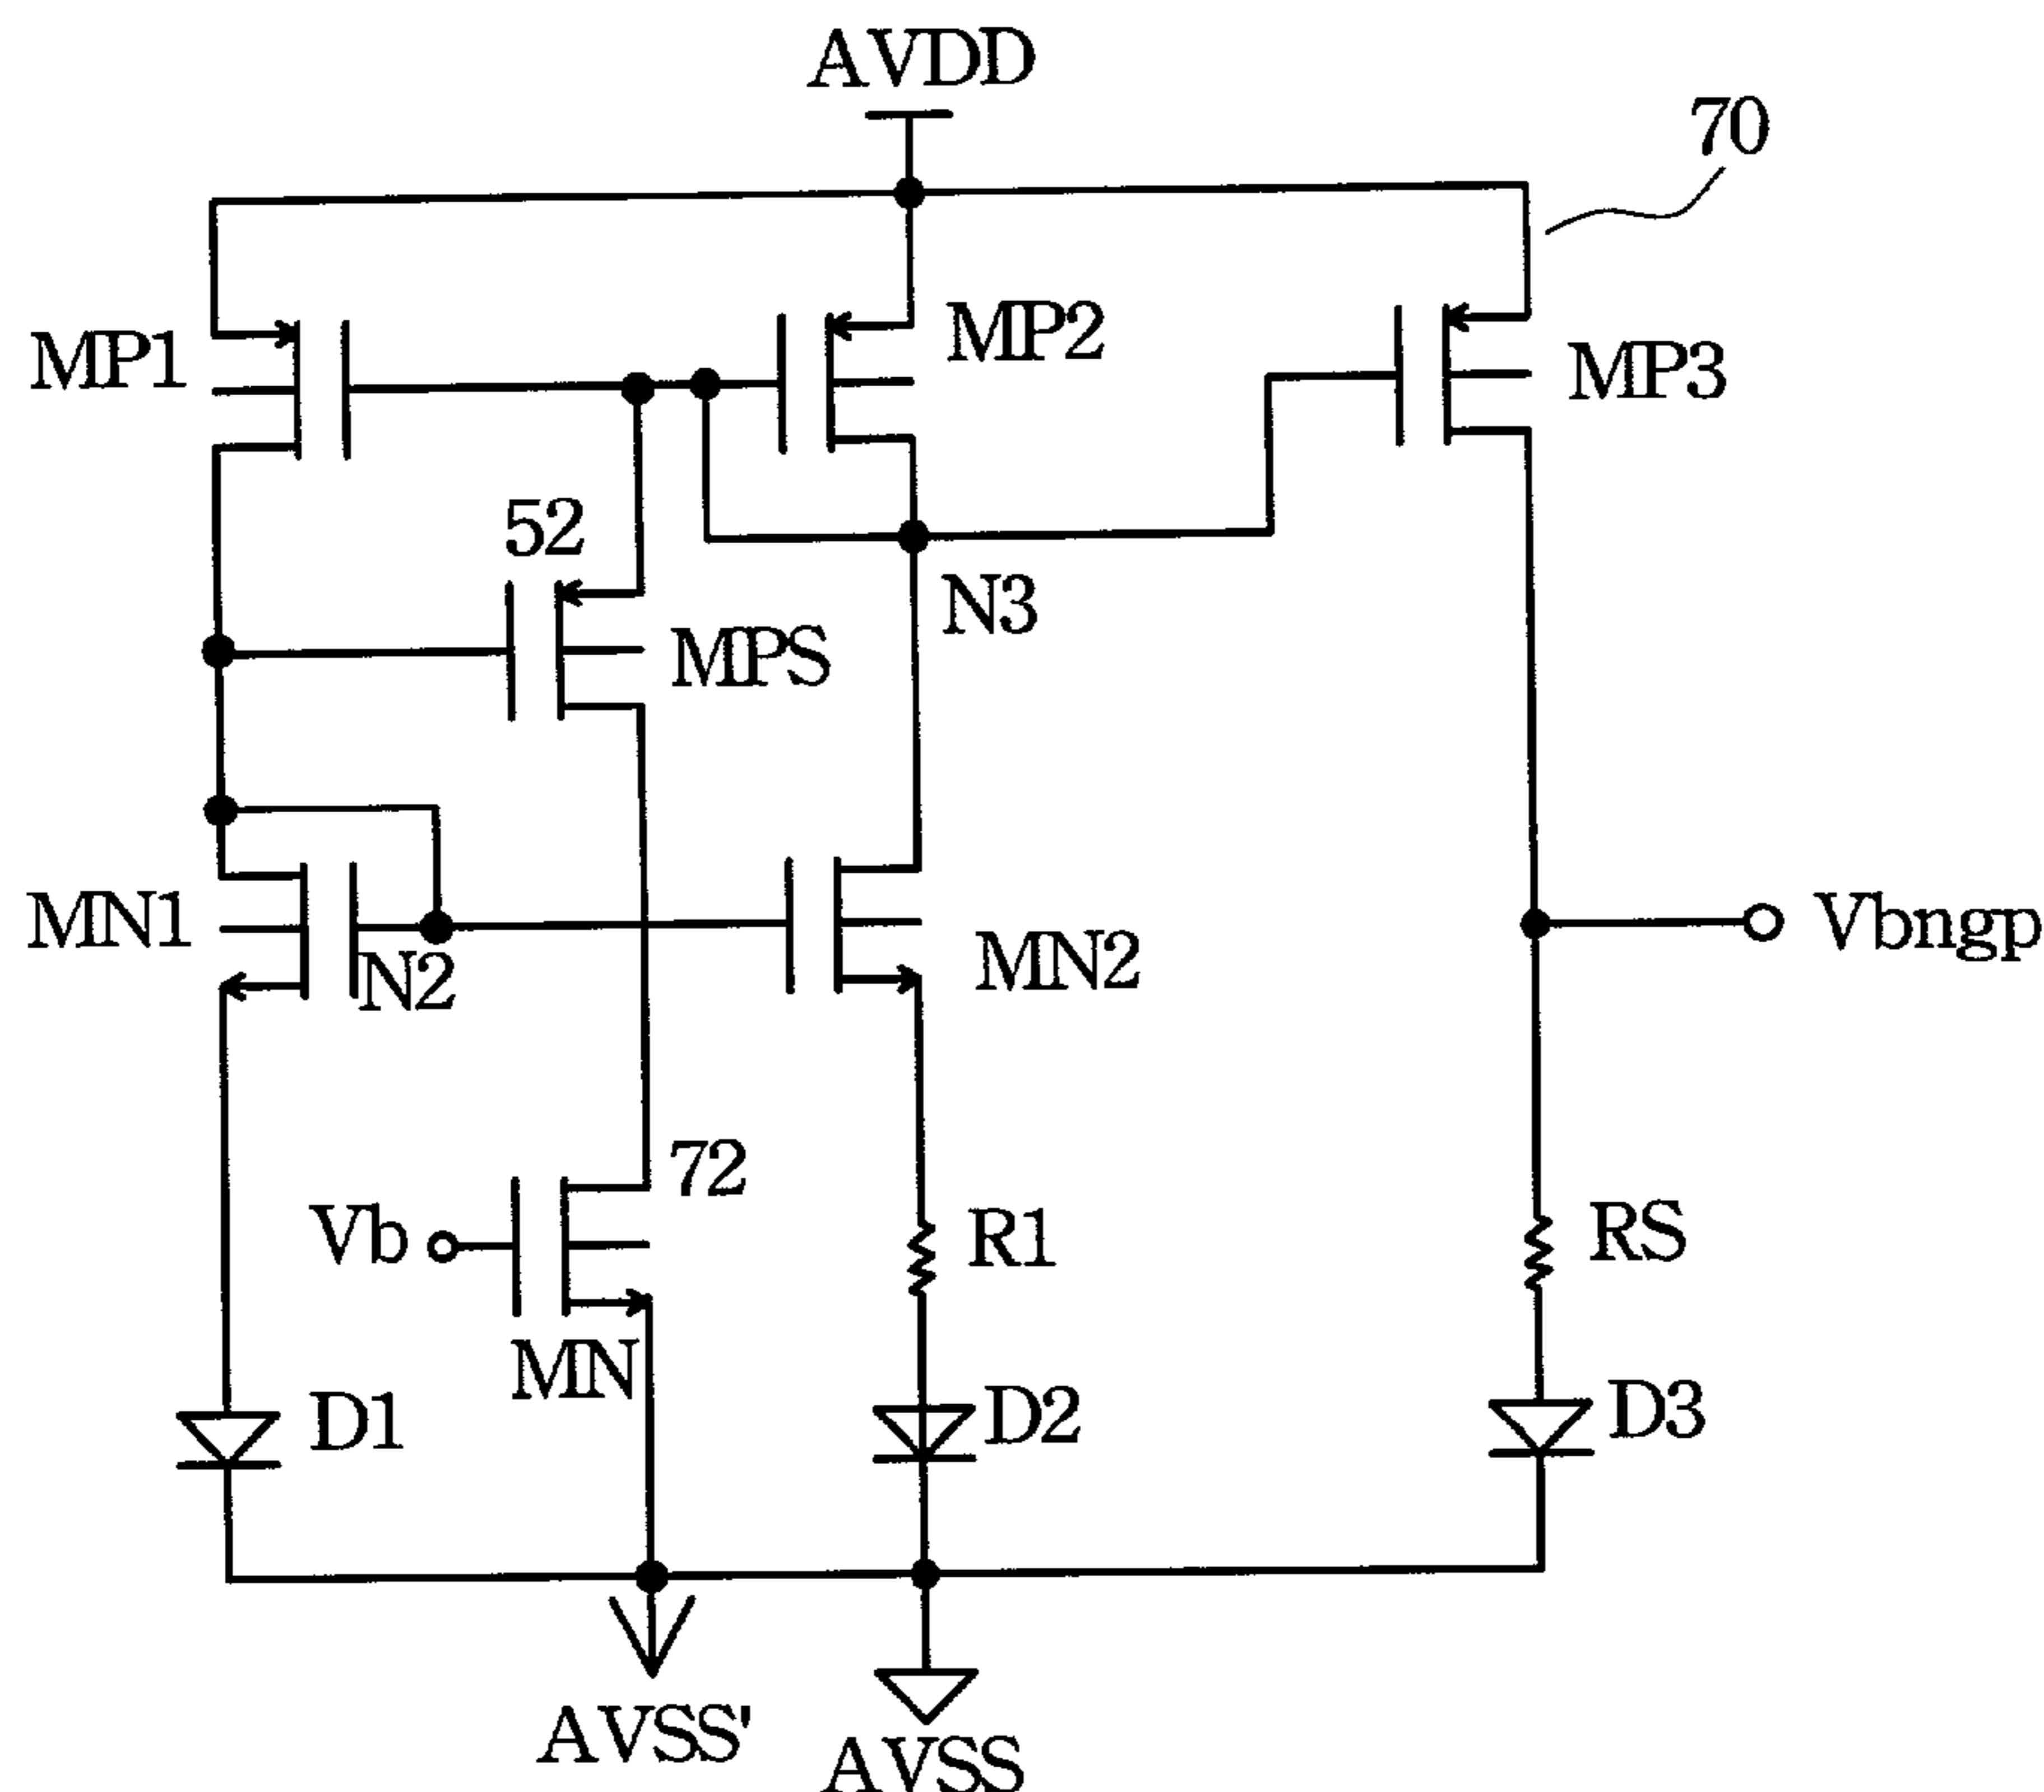 AVDD
70
MP1
MP2
MP3
52
MPS
N3
MN1
N2
MN2
Vbngp
72
Vb
R1
RS
MN
D1
D2
D3
AVSS'
AVSS